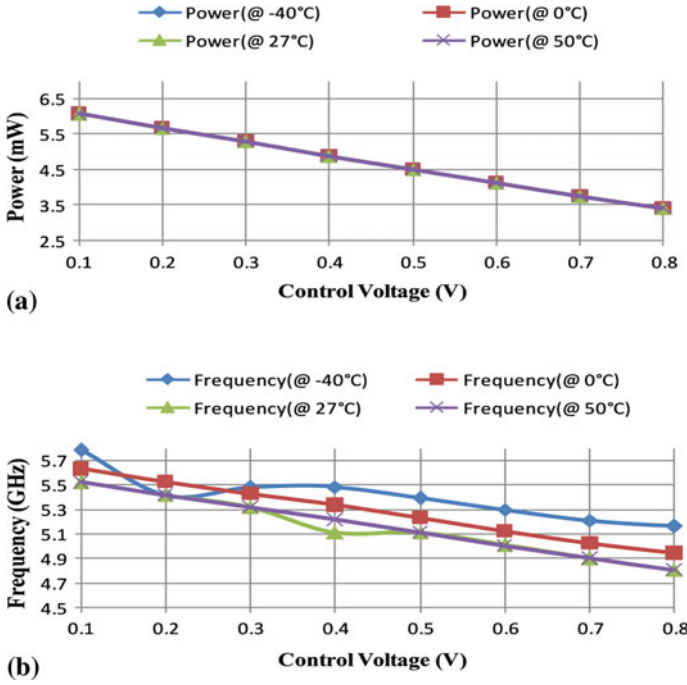 Power(@ -40°C) Power(@ 0°C)
Power(@ 27°C) Power(@ 50°C)
6.5
5.5
4.5
3.5
2.5
Power (mW)
0.1 0.2 0.3 0.4 0.5 0.6 0.7 0.8
Control Voltage (V)
(a)
Frequency(@ -40°C) Frequency(@ 0°C)
Frequency(@ 27°C) Frequency(@ 50°C)
5.7
5.5
5.3
5.1
4.9
4.7
4.5
Frequency (GHz)
0.1 0.2 0.3 0.4 0.5 0.6 0.7 0.8
Control Voltage (V)
(b)